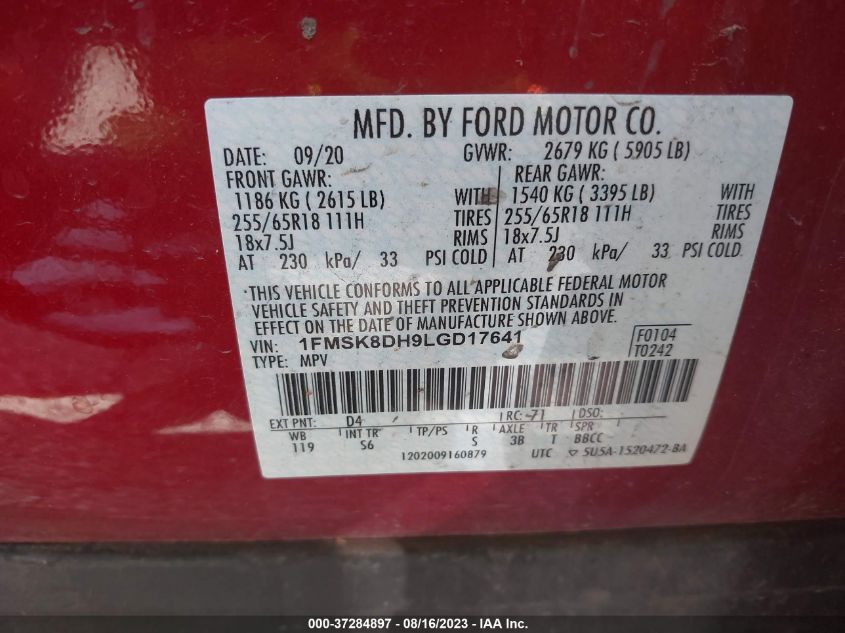 MFD. BY FORD MOTOR CO.
DATE: 09/20 GVWR: 2679 KG ( 5905 LB)
FRONT GAWR: REAR GAWR:
1186 KG ( 2615 LB) WITH 1540 KG ( 3395 LB) WITH
255/65R18 111H TIRES 255/65R18 111H TIRES
18x7.5J RIMS 18x7.5J RIMS
AT 230 kPa/ 33 PSI COLD AT 230 kPa/ 33 PSI COLD
THIS VEHICLE CONFORMS TO ALL APPLICABLE FEDERAL MOTOR
VEHICLE SAFETY AND THEFT PREVENTION STANDARDS IN
EFFECT ON THE DATE OF MANUFACTURE SHOWN ABOVE.
VIN: 1FMSK8DH9LGD17641 F0104
TYPE: MPV T0242
EXT PNT: D4 RC: 71 DSO:
WB INT TR TP/PS R AXLE TR SPR
119 S6 S 3B T BBCC
1202009160879 UTC ▽ 5U5A-1520472-BA
000-37284897 - 08/16/2023 - IAA Inc.